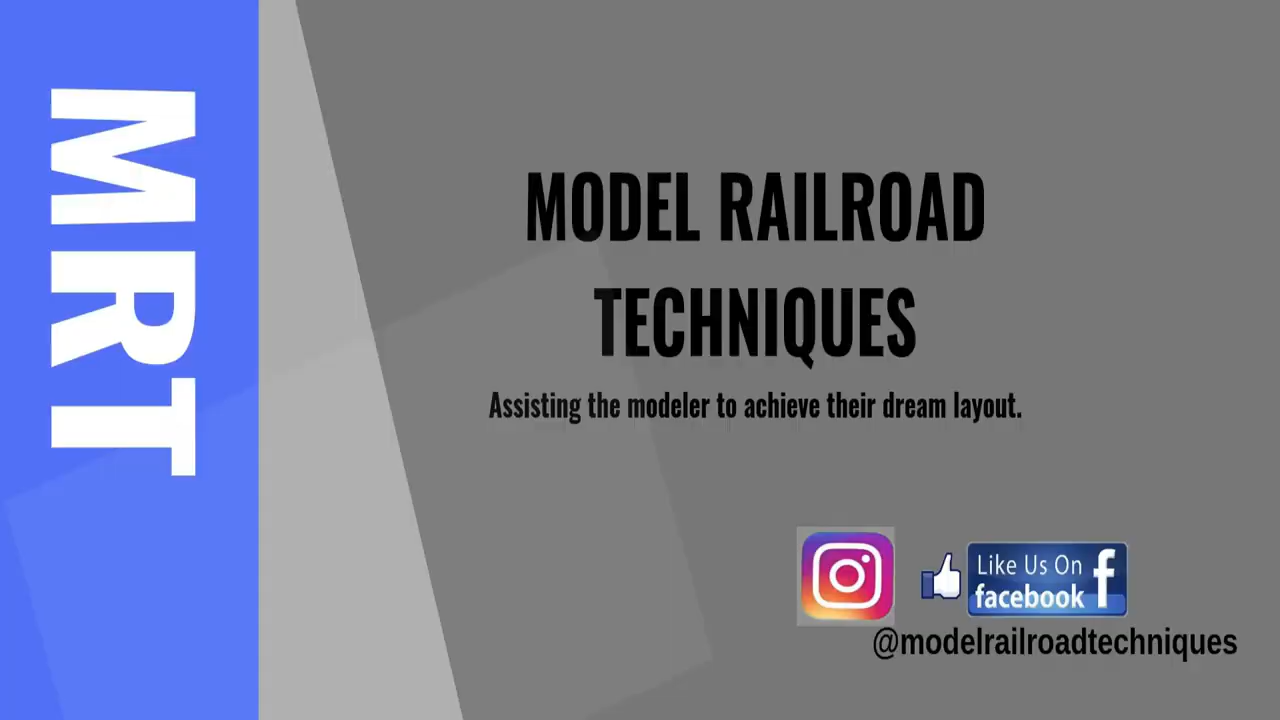 MRT
MODEL RAILROAD
TECHNIQUES
Assisting the modeler to achieve their dream layout.
Like Us On
facebook f
@modelrailroadtechniques